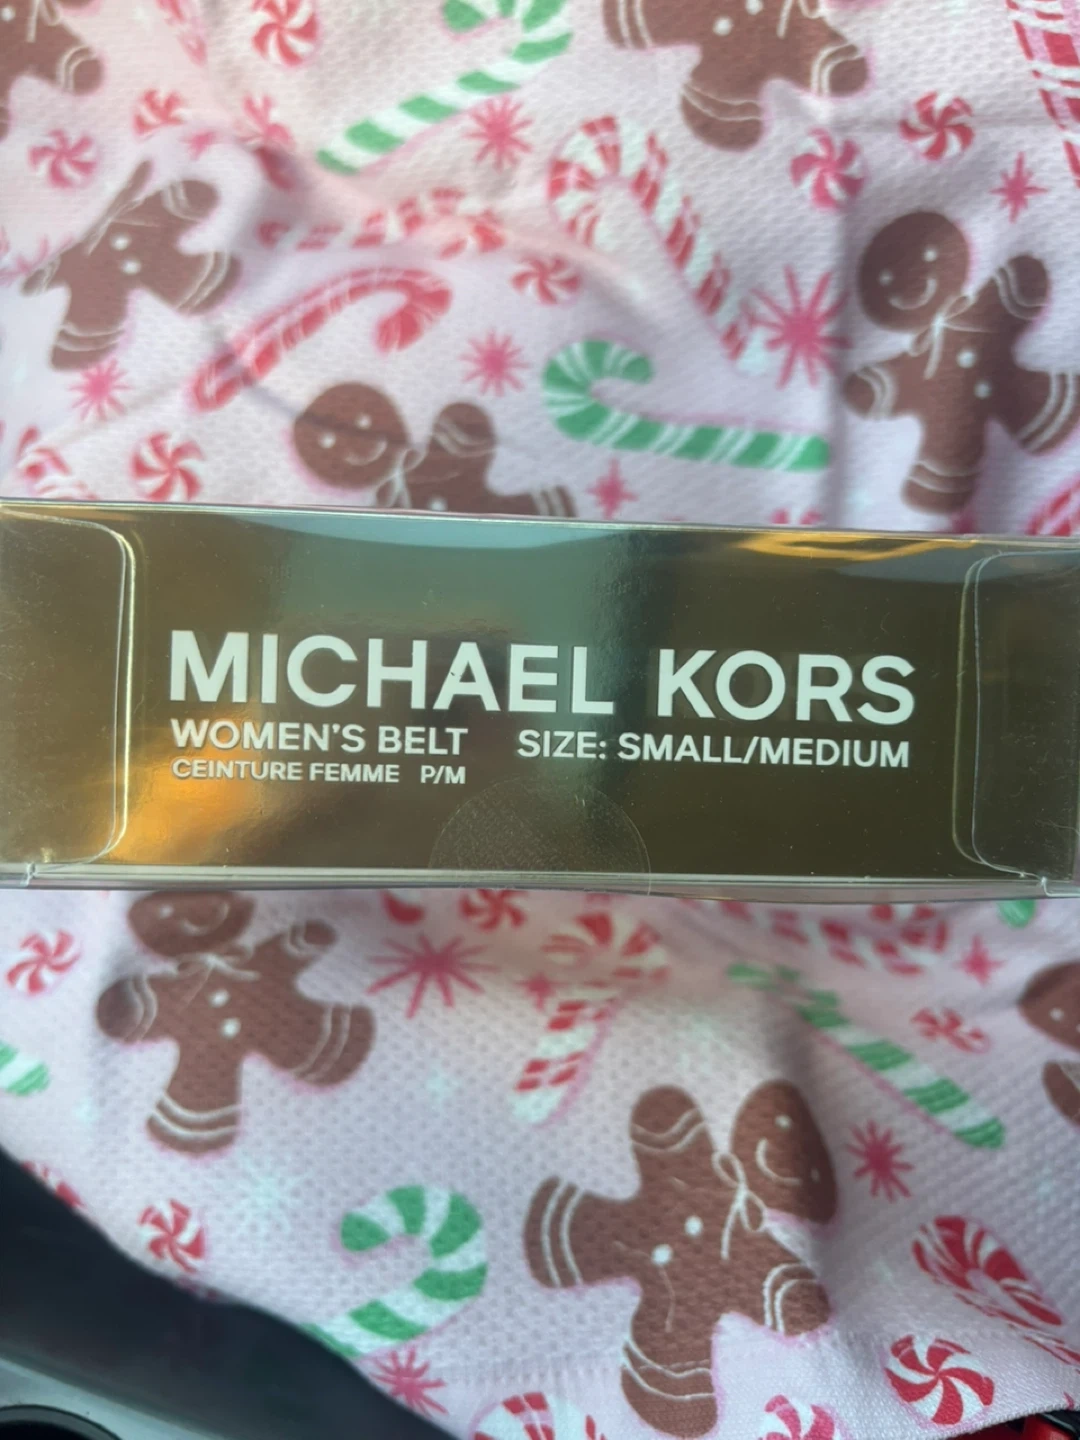 MICHAEL KORS
WOMEN'S BELT SIZE: SMALL/MEDIUM
CEINTURE FEMME P/M